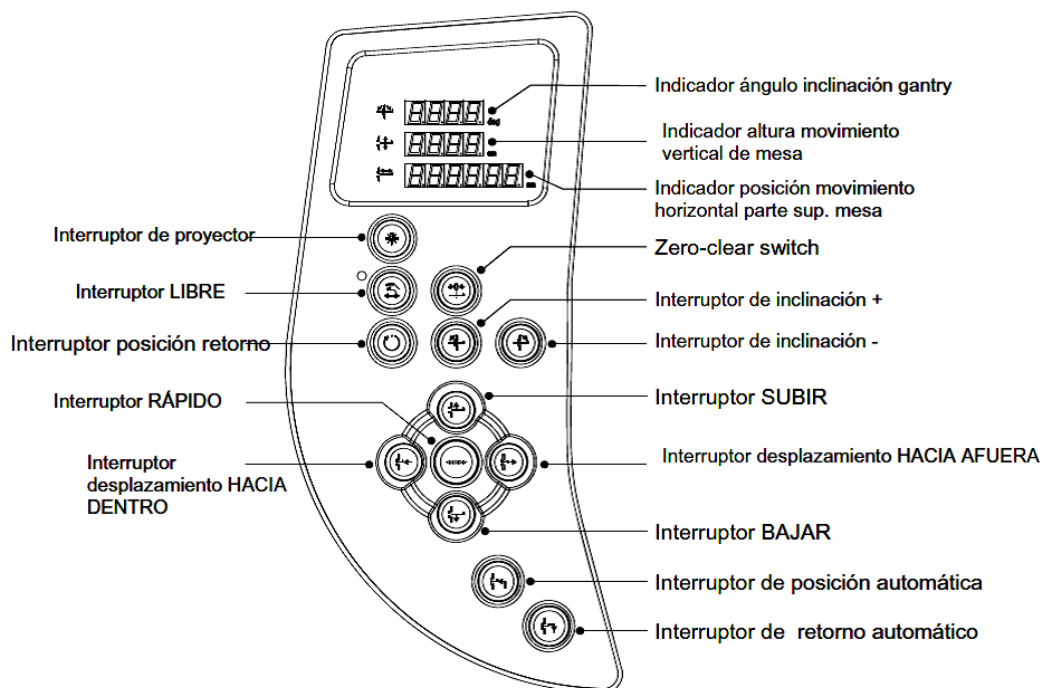 Indicador ángulo inclinación gantry
Indicador altura movimiento
vertical de mesa
Indicador posición movimiento
horizontal parte sup. mesa
Interruptor de proyector
Zero-clear switch
Interruptor LIBRE
Interruptor de inclinación +
Interruptor posición retorno
Interruptor de inclinación -
Interruptor RÁPIDO
Interruptor SUBIR
Interruptor
desplazamiento HACIA
DENTRO
Interruptor desplazamiento HACIA AFUERA
Interruptor BAJAR
Interruptor de posición automática
Interruptor de retorno automático